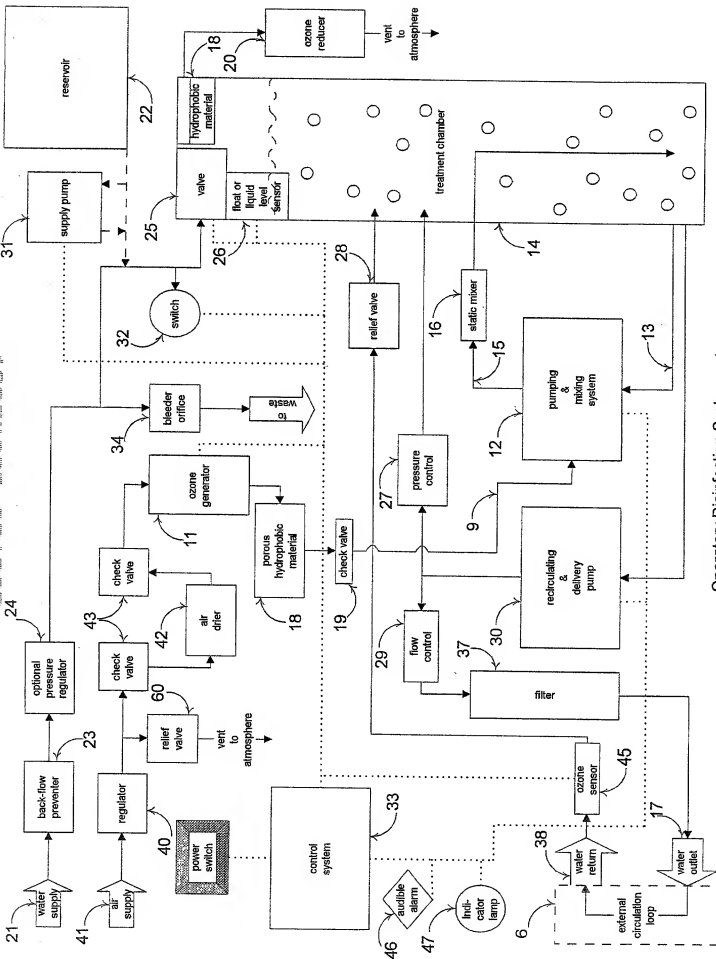 reservoir
22
supply pump
31
18
hydrophobic
material
20
ozone
reducer
vent
to
atmosphere
25
valve
float or
liquid
level
sensor
26
treatment chamber
14
32
switch
28
relief valve
16
static mixer
15
13
34
bleeder
orifice
to
waste
24
optional
pressure
regulator
23
back-flow
preventer
21
water
supply
43
check
valve
check
valve
11
ozone
generator
42
air
drier
18
porous
hydrophobic
material
19
check valve
27
pressure
control
12
pumping
&
mixing
system
9
60
relief
valve
vent
to
atmosphere
40
regulator
41
air
supply
power
switch
33
control
system
29
flow
control
37
filter
30
recirculating
&
delivery
pump
46
audible
alarm
47
Indi-
cator
lamp
45
ozone
sensor
38
water
return
17
water
outlet
6
external
circulation
loop